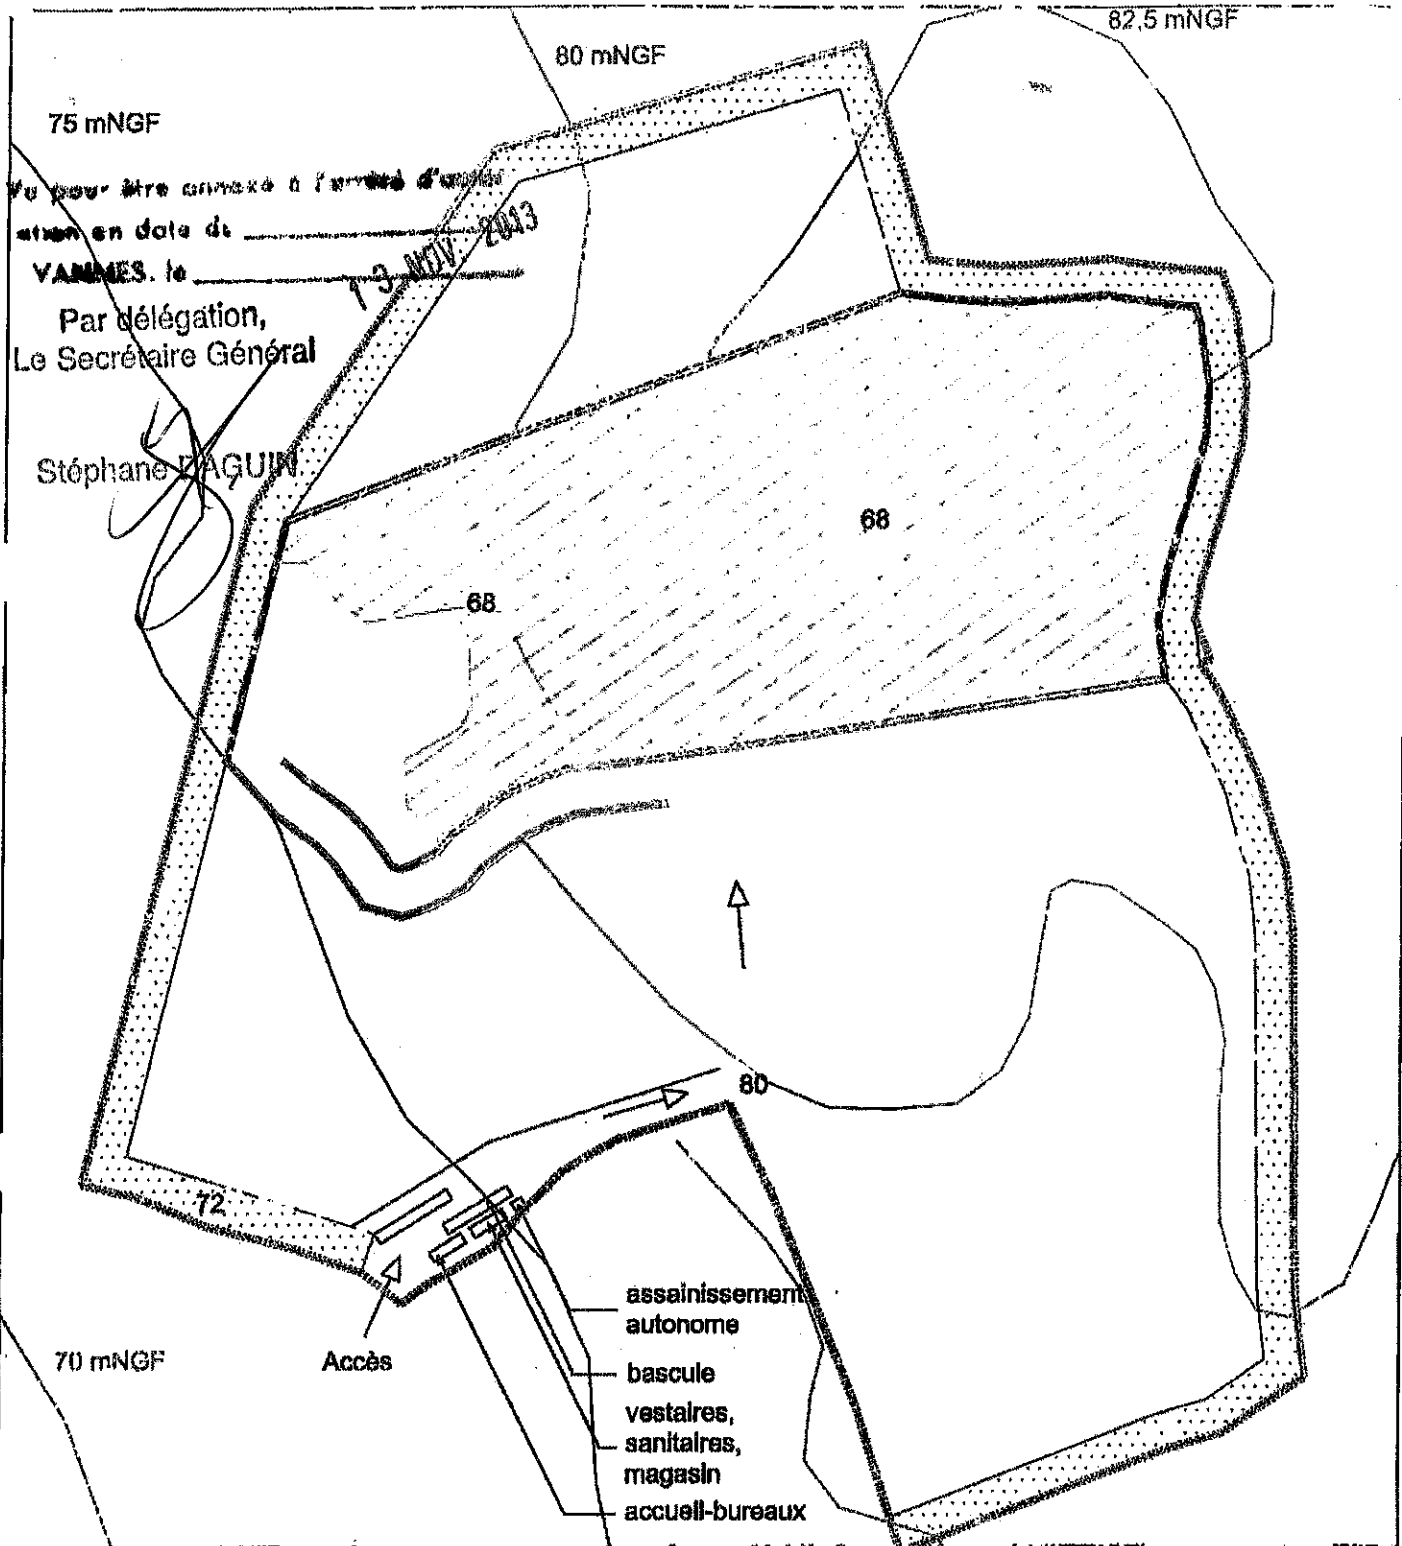 82,5 mNGF
80 mNGF
75 mNGF
Vu pour être annexé à l'arrêté
en date du
13 NOV. 2013
VANNES, le
Par délégation,
Le Secrétaire Général
Stéphane DAGUIN
68
68
80
72
assainissement
autonome
70 mNGF
Accès
bascule
vestaires,
sanitaires,
magasin
accueil-bureaux